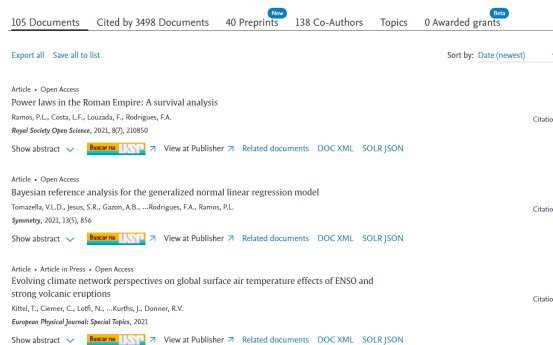 New
Beta
105 Documents Cited by 3498 Documents 40 Preprints 138 Co-Authors Topics 0 Awarded grants
Export all Save all to list Sort by: Date (newest)
Article • Open Access
Power laws in the Roman Empire: A survival analysis
Ramos, P.L., Costa, L.F., Louzada, F., Rodrigues, F.A.
Citatio
Royal Society Open Science, 2021, 8(7), 210850
Show abstract Buscar na View at Publisher Related documents DOC XML SOLR JSON
Article • Open Access
Bayesian reference analysis for the generalized normal linear regression model
Tomazella, V.L.D., Jesus, S.R., Gazon, A.B., ...Rodrigues, F.A., Ramos, P.L.
Citatio
Symmetry, 2021, 13(5), 856
Show abstract Buscar na View at Publisher Related documents DOC XML SOLR JSON
Article • Article in Press • Open Access
Evolving climate network perspectives on global surface air temperature effects of ENSO and
strong volcanic eruptions
Citatio
Kittel, T., Ciemer, C., Lotfi, N., ...Kurths, J., Donner, R.V.
European Physical Journal: Special Topics, 2021
Show abstract Buscar na View at Publisher Related documents DOC XML SOLR JSON